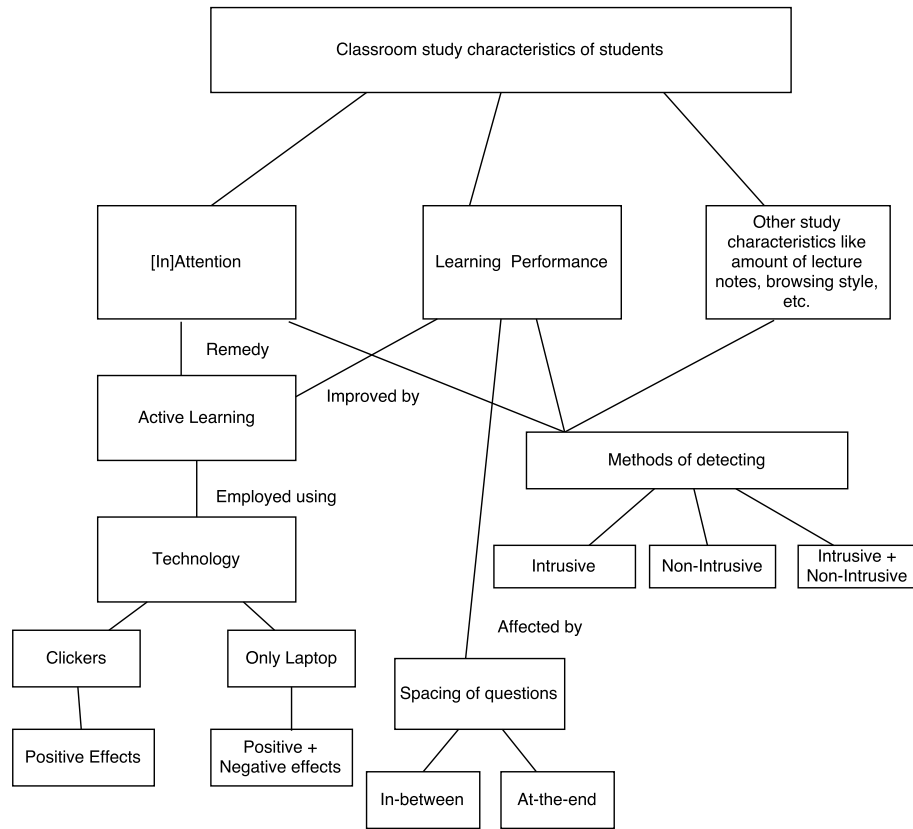 Classroom study characteristics of students
[In]Attention
Learning  Performance
Other study
characteristics like
amount of lecture
notes, browsing style,
etc.
Remedy
Improved by
Active Learning
Methods of detecting
Employed using
Technology
Intrusive
Non-Intrusive
Intrusive +
Non-Intrusive
Affected by
Clickers
Only Laptop
Spacing of questions
Positive Effects
Positive +
Negative effects
In-between
At-the-end